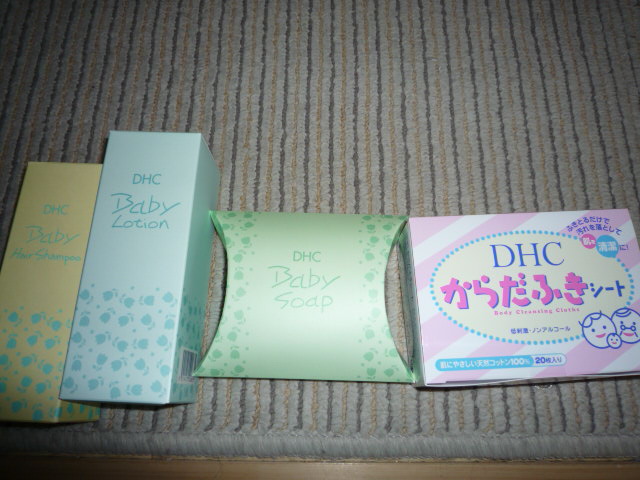 DHC
Baby
Hair Shampoo
DHC
Baby
Lotion
DHC
Baby
Soap
ふきとるだけで
汚れを落として
肌を清潔に!
DHC
からだふきシート
Body Cleansing Cloths
低刺激・ノンアルコール
肌にやさしい天然コットン100% 20枚入り